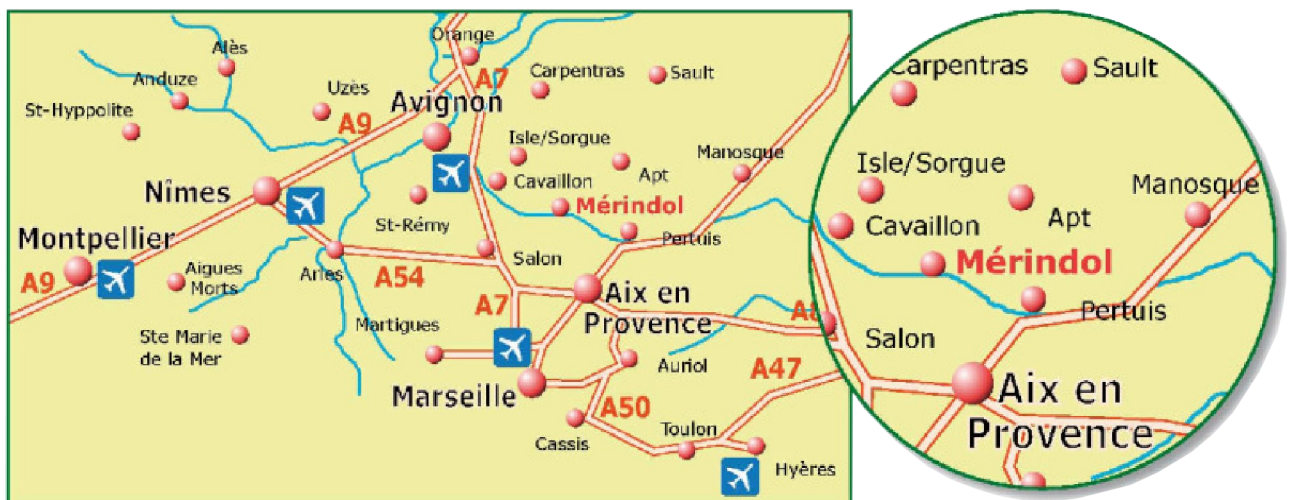 Orange
Alès
Anduze
A7
Carpentras
Sault
Uzès
St-Hyppolite
Avignon
A9
Isle/Sorgue
Manosque
Apt
Cavaillon
Nîmes
Mérindol
St-Rémy
Montpellier
Pertuis
Salon
Aigues
Morts
Arles
A54
A9
A7
Aix en
Provence
A8
Martigues
Ste Marie
de la Mer
Auriol
A47
Marseille
A50
Cassis
Toulon
Hyères
Carpentras
Sault
Isle/Sorgue
Manosque
Apt
Cavaillon
Mérindol
Pertuis
Salon
Aix en
Provence